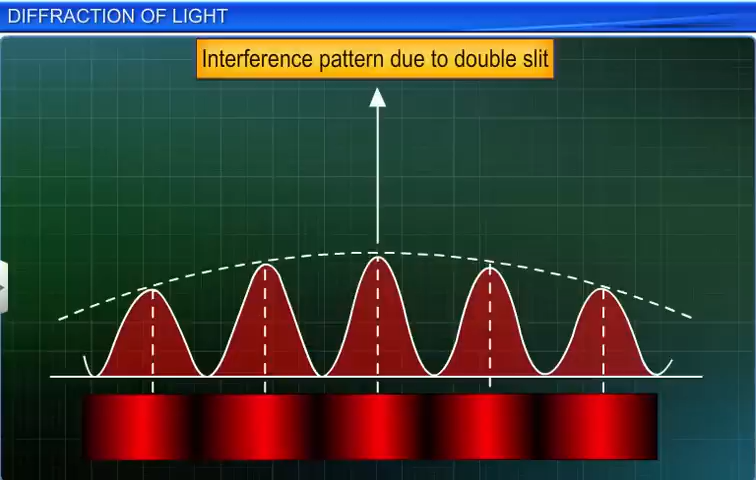 DIFFRACTION OF LIGHT
Interference pattern due to double slit